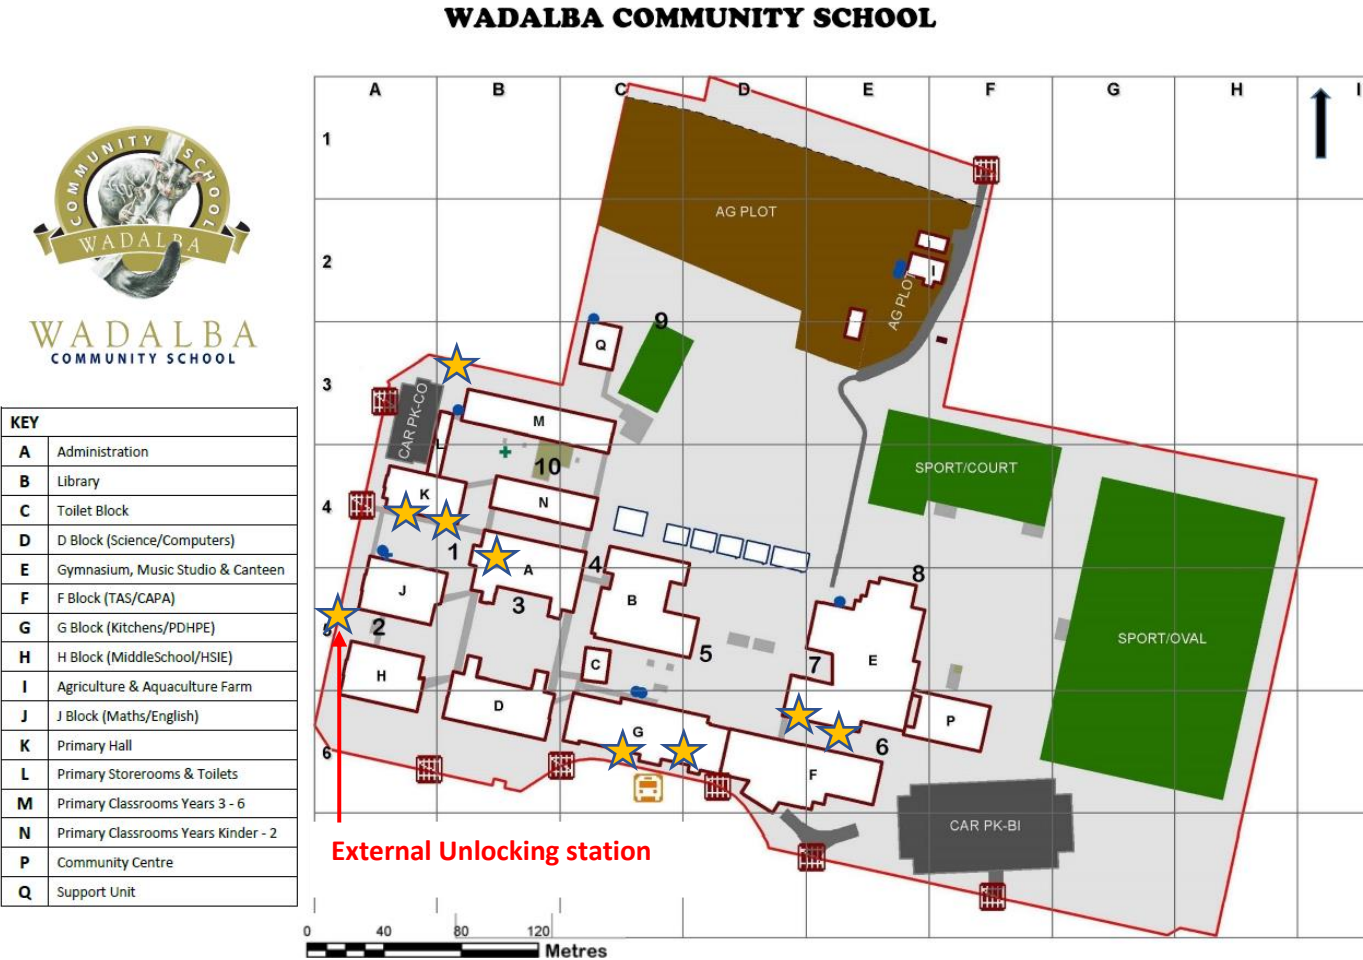 WADALBA COMMUNITY SCHOOL
COMMUNITY SCHOOL
WADALBA
WADALBA
COMMUNITY SCHOOL
KEY
A Administration
B Library
C Toilet Block
D D Block (Science/Computers)
E Gymnasium, Music Studio & Canteen
F F Block (TAS/CAPA)
G G Block (Kitchens/PDHPE)
H H Block (MiddleSchool/HSIE)
I Agriculture & Aquaculture Farm
J J Block (Maths/English)
K Primary Hall
L Primary Storerooms & Toilets
M Primary Classrooms Years 3 - 6
N Primary Classrooms Years Kinder - 2
P Community Centre
Q Support Unit
A B C D E F G H I
1
AG PLOT
2
I
AG PLOT
9
Q
3
CAR PK-CO
M
L
10
SPORT/COURT
K
N
4
1
4
A
8
J
B
3
5
2
SPORT/OVAL
5
7
E
C
H
D
P
G
6
6
F
CAR PK-BI
External Unlocking station
0 40 80 120
Metres